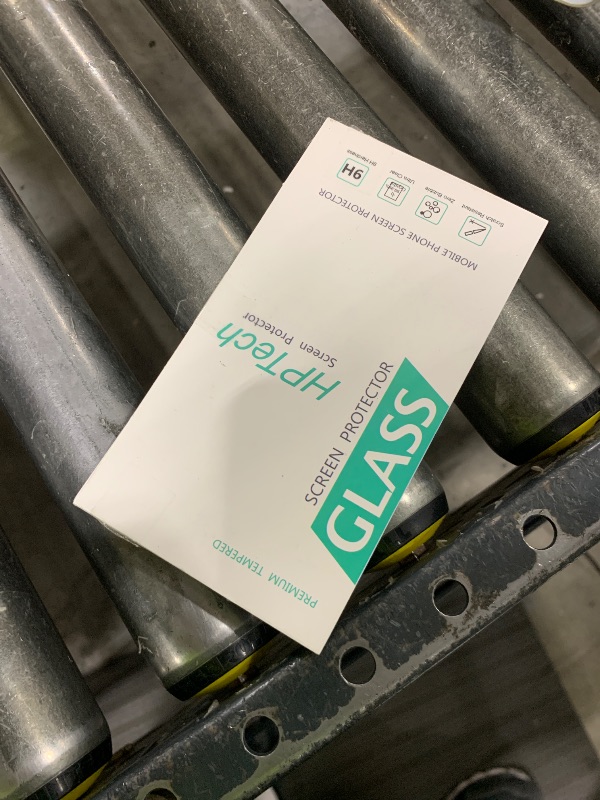 PREMIUM TEMPERED
GLASS
SCREEN PROTECTOR
HPTech
Screen Protector
MOBILE PHONE SCREEN PROTECTOR
9H
9H Hardness
Ultra Clear
Zero Bubble
Scratch Resistant